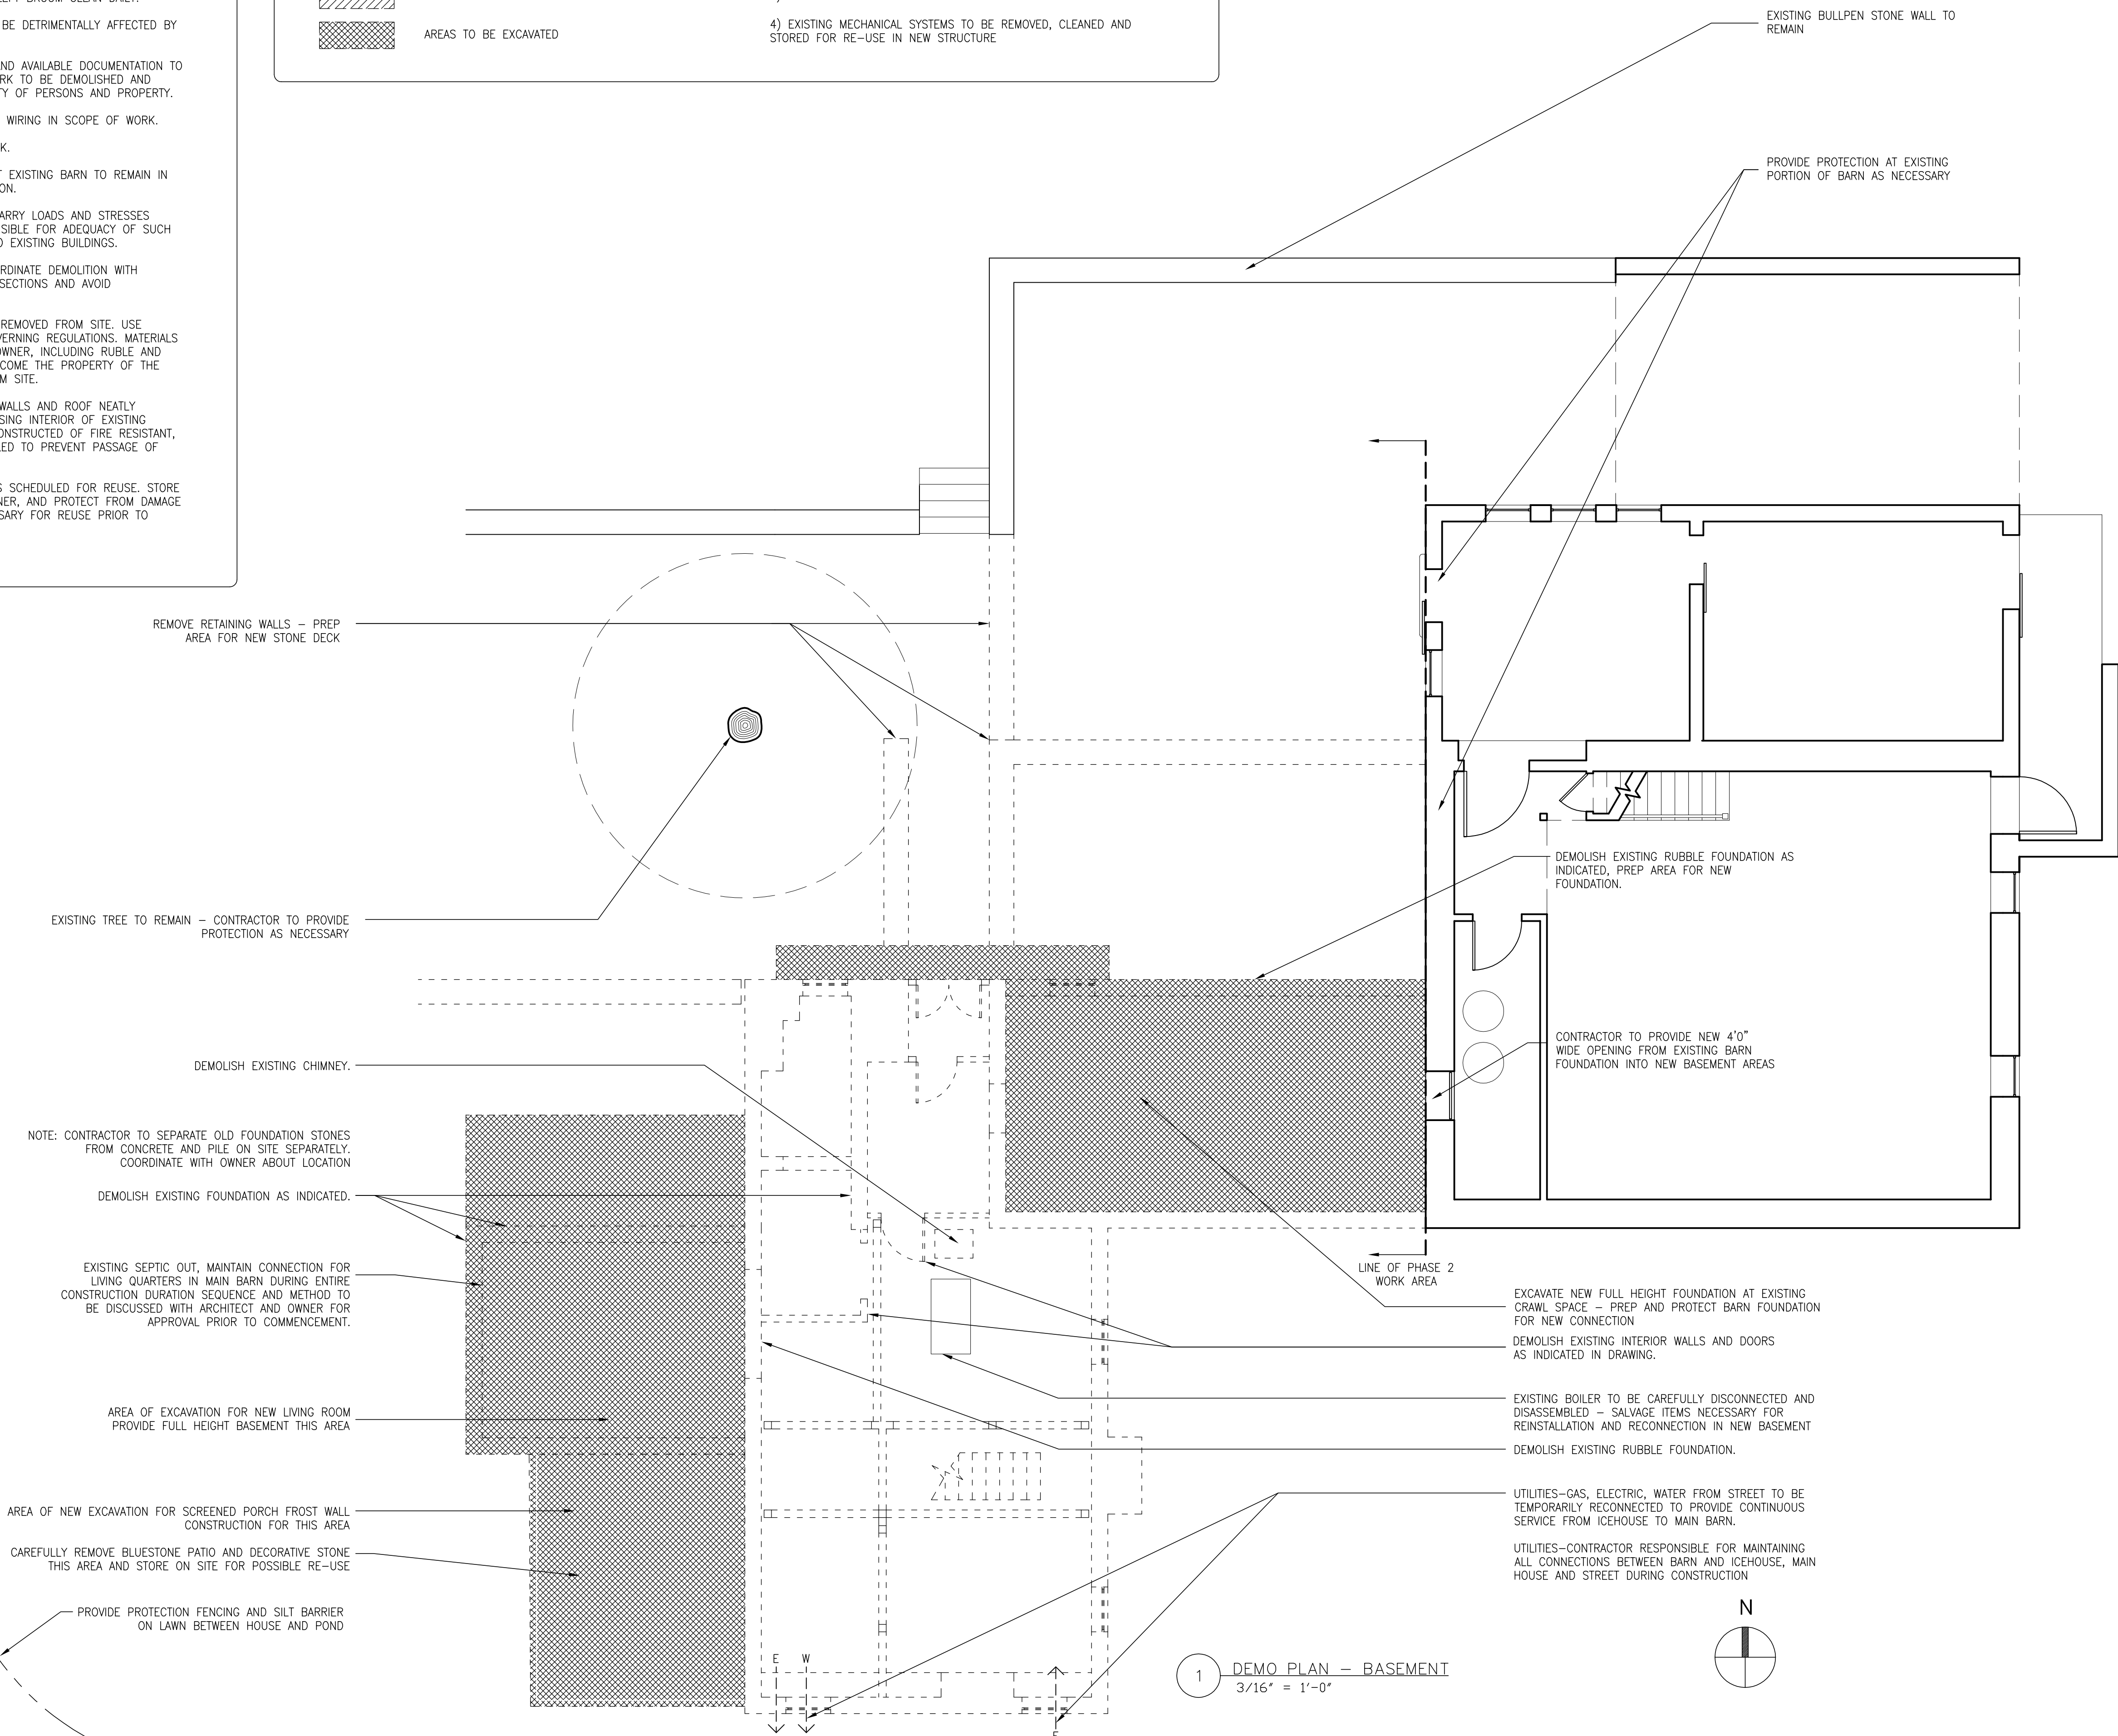 BE DETRIMENTALLY AFFECTED BY
AND AVAILABLE DOCUMENTATION TO
RK TO BE DEMOLISHED AND
TY OF PERSONS AND PROPERTY.
WIRING IN SCOPE OF WORK.
K.
T EXISTING BARN TO REMAIN IN
ON.
ARRY LOADS AND STRESSES
SIBLE FOR ADEQUACY OF SUCH
D EXISTING BUILDINGS.
RDINATE DEMOLITION WITH
SECTIONS AND AVOID
REMOVED FROM SITE. USE
VERNING REGULATIONS. MATERIALS
OWNER, INCLUDING RUBLE AND
COME THE PROPERTY OF THE
M SITE.
WALLS AND ROOF NEATLY
SING INTERIOR OF EXISTING
ONSTRUCTED OF FIRE RESISTANT,
LED TO PREVENT PASSAGE OF
S SCHEDULED FOR REUSE. STORE
NER, AND PROTECT FROM DAMAGE
SARY FOR REUSE PRIOR TO
AREAS TO BE EXCAVATED
4) EXISTING MECHANICAL SYSTEMS TO BE REMOVED, CLEANED AND
STORED FOR RE-USE IN NEW STRUCTURE
EXISTING BULLPEN STONE WALL TO
REMAIN
PROVIDE PROTECTION AT EXISTING
PORTION OF BARN AS NECESSARY
REMOVE RETAINING WALLS - PREP
AREA FOR NEW STONE DECK
EXISTING TREE TO REMAIN - CONTRACTOR TO PROVIDE
PROTECTION AS NECESSARY
DEMOLISH EXISTING RUBBLE FOUNDATION AS
INDICATED, PREP AREA FOR NEW
FOUNDATION.
CONTRACTOR TO PROVIDE NEW 4'0"
WIDE OPENING FROM EXISTING BARN
FOUNDATION INTO NEW BASEMENT AREAS
DEMOLISH EXISTING CHIMNEY.
NOTE: CONTRACTOR TO SEPARATE OLD FOUNDATION STONES
FROM CONCRETE AND PILE ON SITE SEPARATELY.
COORDINATE WITH OWNER ABOUT LOCATION
DEMOLISH EXISTING FOUNDATION AS INDICATED.
EXISTING SEPTIC OUT, MAINTAIN CONNECTION FOR
LIVING QUARTERS IN MAIN BARN DURING ENTIRE
CONSTRUCTION DURATION SEQUENCE AND METHOD TO
BE DISCUSSED WITH ARCHITECT AND OWNER FOR
APPROVAL PRIOR TO COMMENCEMENT.
AREA OF EXCAVATION FOR NEW LIVING ROOM
PROVIDE FULL HEIGHT BASEMENT THIS AREA
AREA OF NEW EXCAVATION FOR SCREENED PORCH FROST WALL
CONSTRUCTION FOR THIS AREA
CAREFULLY REMOVE BLUESTONE PATIO AND DECORATIVE STONE
THIS AREA AND STORE ON SITE FOR POSSIBLE RE-USE
PROVIDE PROTECTION FENCING AND SILT BARRIER
ON LAWN BETWEEN HOUSE AND POND
LINE OF PHASE 2
WORK AREA
EXCAVATE NEW FULL HEIGHT FOUNDATION AT EXISTING
CRAWL SPACE - PREP AND PROTECT BARN FOUNDATION
FOR NEW CONNECTION
DEMOLISH EXISTING INTERIOR WALLS AND DOORS
AS INDICATED IN DRAWING.
EXISTING BOILER TO BE CAREFULLY DISCONNECTED AND
DISASSEMBLED - SALVAGE ITEMS NECESSARY FOR
REINSTALLATION AND RECONNECTION IN NEW BASEMENT
DEMOLISH EXISTING RUBBLE FOUNDATION.
UTILITIES-GAS, ELECTRIC, WATER FROM STREET TO BE
TEMPORARILY RECONNECTED TO PROVIDE CONTINUOUS
SERVICE FROM ICEHOUSE TO MAIN BARN.
UTILITIES-CONTRACTOR RESPONSIBLE FOR MAINTAINING
ALL CONNECTIONS BETWEEN BARN AND ICEHOUSE, MAIN
HOUSE AND STREET DURING CONSTRUCTION
N
E W
1 DEMO PLAN - BASEMENT
3/16" = 1'-0"